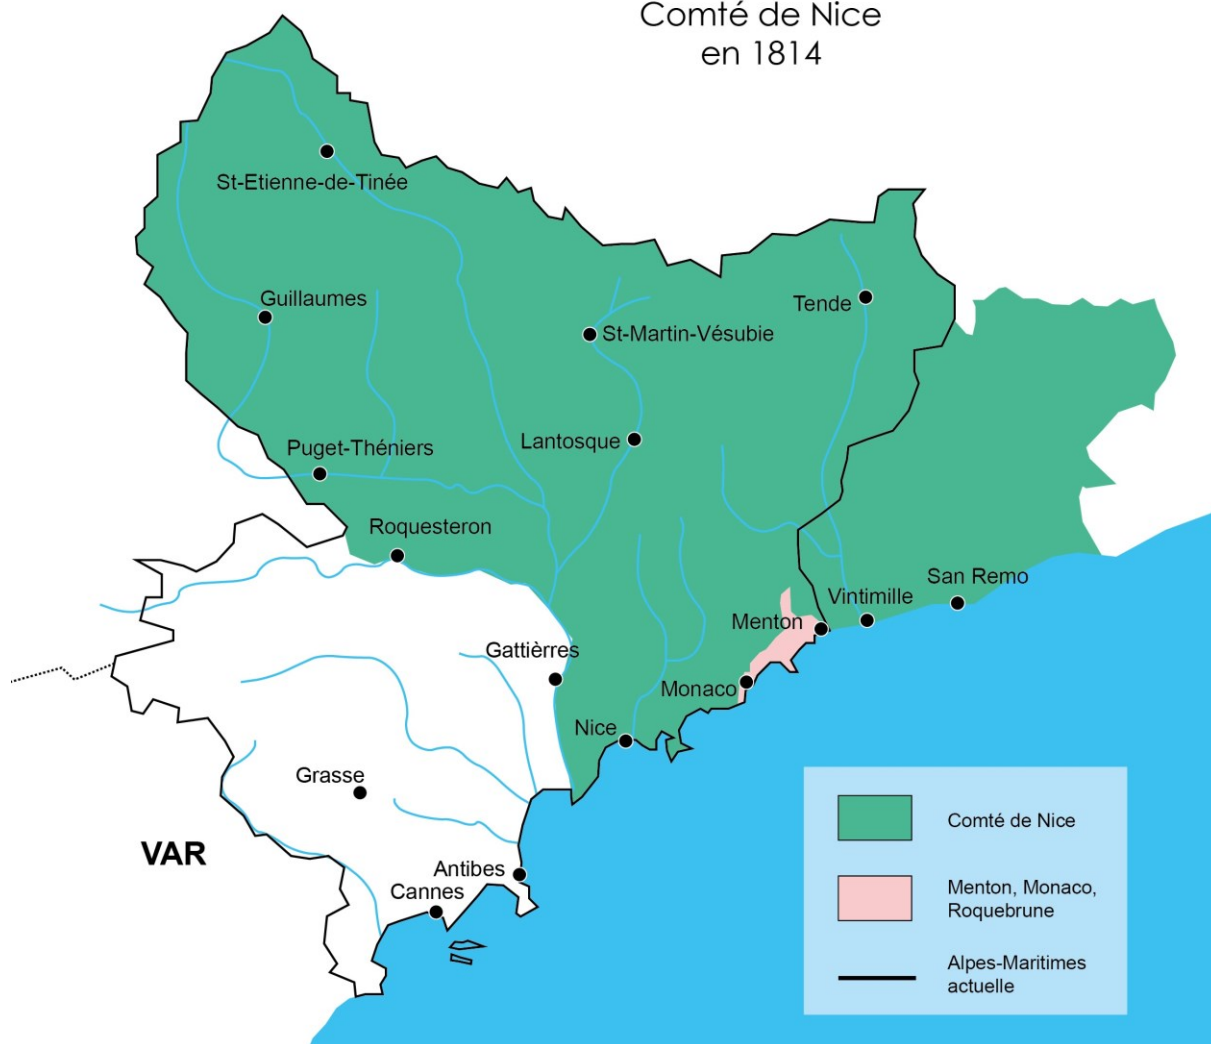 Comté de Nice
en 1814
St-Etienne-de-Tinée
Guillaumes
Tende
St-Martin-Vésubie
Lantosque
Puget-Théniers
Roquesteron
San Remo
Vintimille
Menton
Gattièrres
Monaco
Nice
Grasse
VAR
Antibes
Cannes
Comté de Nice
Menton, Monaco,
Roquebrune
Alpes-Maritimes
actuelle